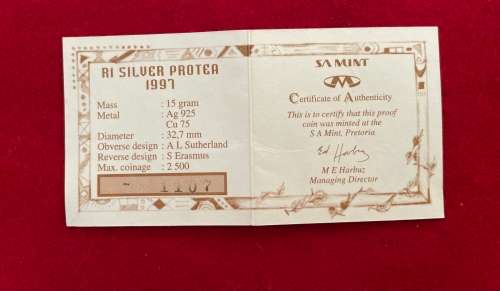 R1 SILVER PROTEA
1997
Mass : 15 gram
Metal : Ag 925
Cu 75
Diameter : 32,7 mm
Obverse design : A L Sutherland
Reverse design : S Erasmus
Max. coinage : 2 500
1107
SA MINT
Certificate of Authenticity
This is to certify that this proof
coin was minted at the
S A Mint, Pretoria
Ed Harbuz
M E Harbuz
Managing Director